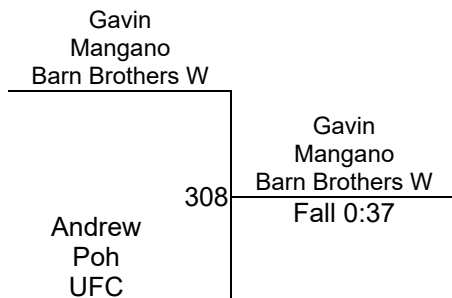 Gavin
Mangano
Barn Brothers W
308
Andrew
Poh
UFC
Gavin
Mangano
Barn Brothers W
Fall 0:37